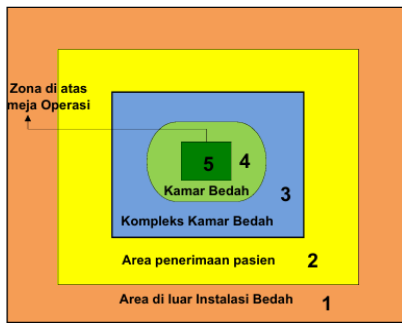 Zona di atas
meja Operasi
5
4
Kamar Bedah
3
Kompleks Kamar Bedah
Area penerimaan pasien
2
Area di luar Instalasi Bedah
1